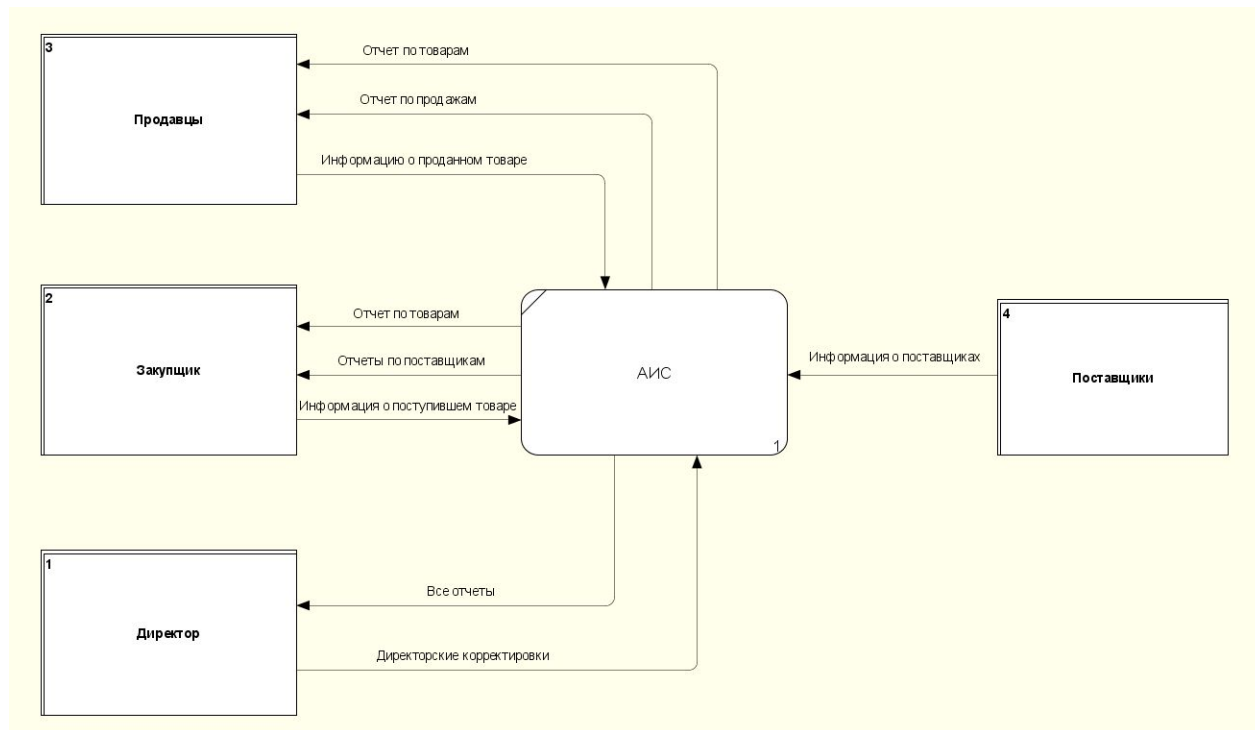 3
Продавцы
Отчет по товарам
Отчет по продажам
Информацию о проданном товаре
2
Закупщик
Отчет по товарам
Отчеты по поставщикам
Информация о поступившем товаре
АИС
1
Информация о поставщиках
4
Поставщики
1
Директор
Все отчеты
Директорские корректировки